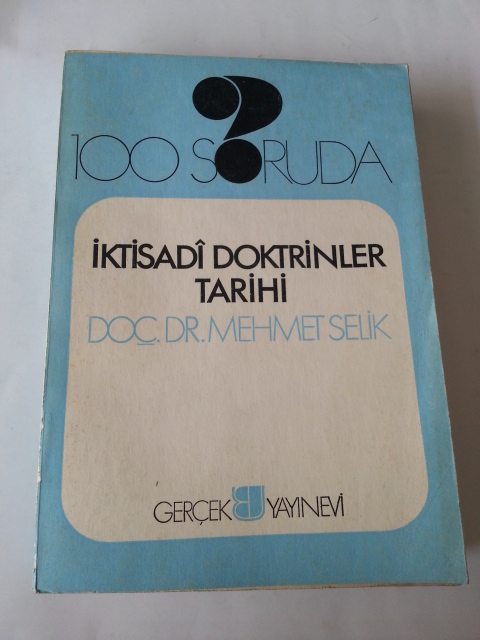 100 SORUDA
İKTİSADÎ DOKTRİNLER
TARİHİ
DOÇ. DR. MEHMET SELİK
GERÇEK YAYINEVİ